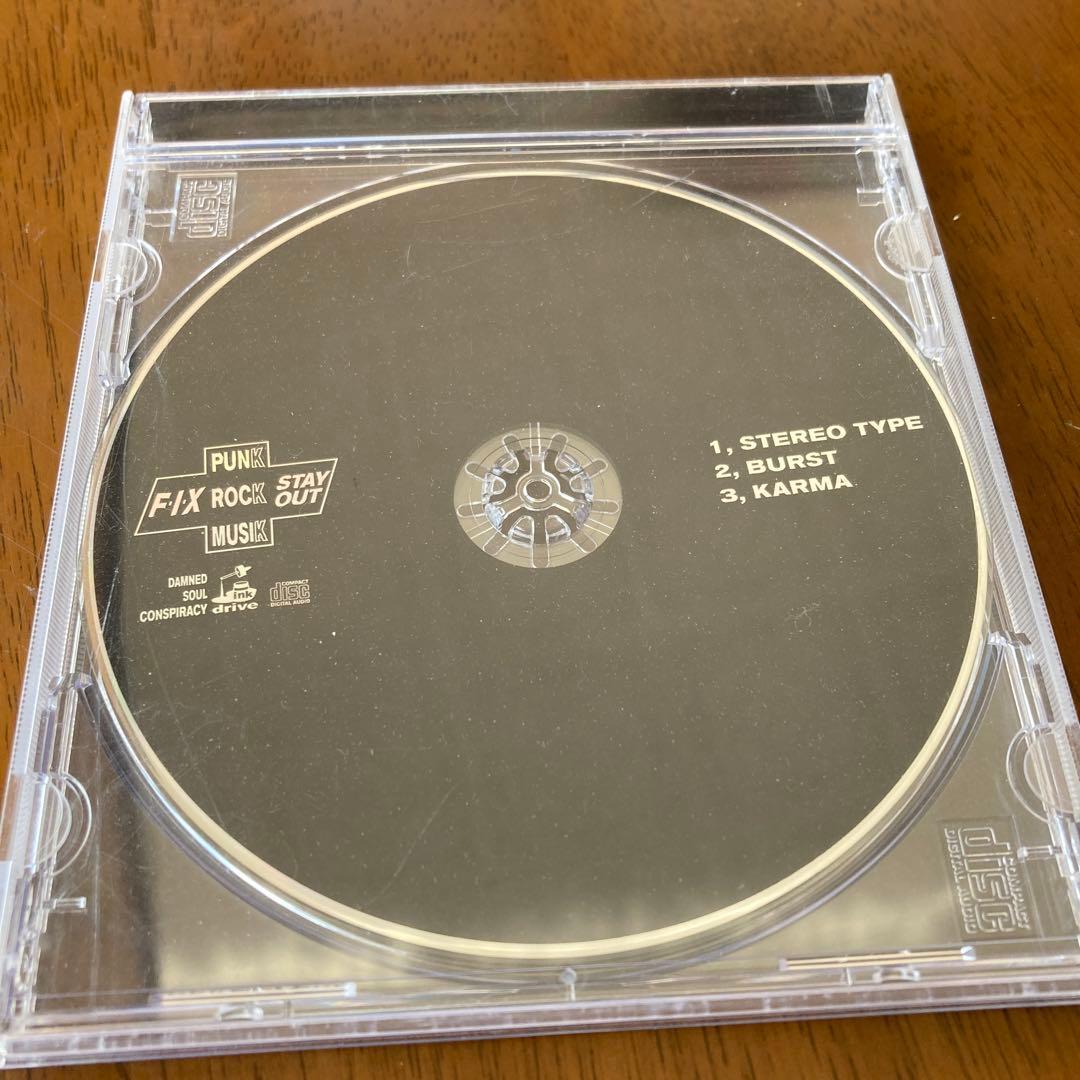 COMPACT
disc
DIGITAL AUDIO
PUNK
F·I·X ROCK STAY OUT
MUSIK
DAMNED
SOUL
CONSPIRACY
ink
drive
COMPACT
disc
DIGITAL AUDIO
1, STEREO TYPE
2, BURST
3, KARMA
COMPACT
disc
DIGITAL AUDIO